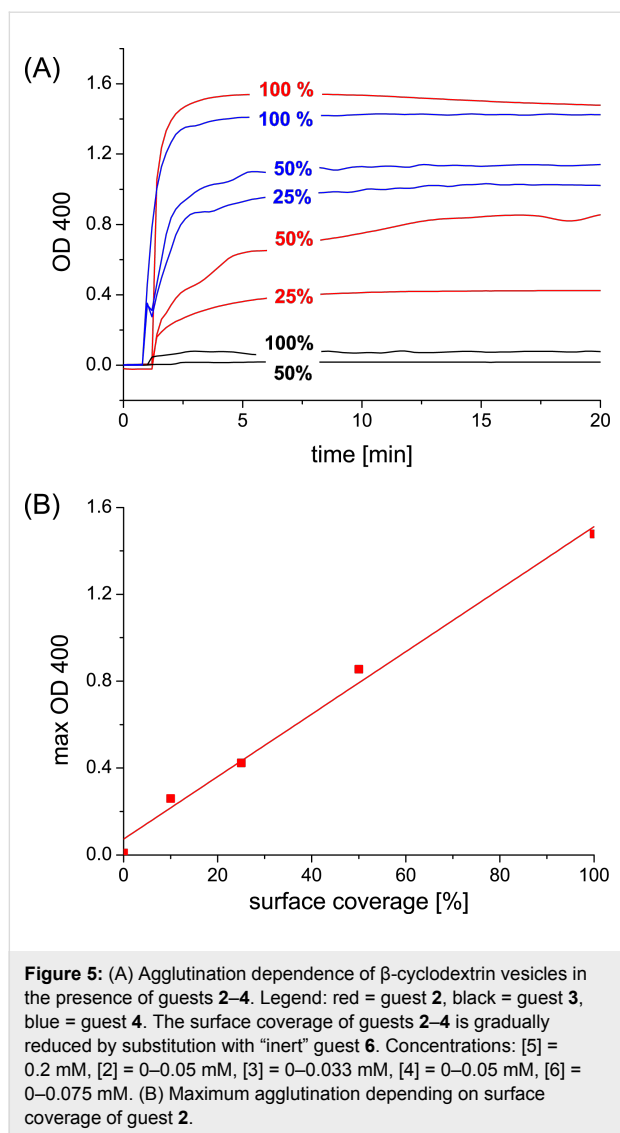 (A)
1.6
1.2
0.8
0.4
0.0
OD 400
100 %
100 %
50%
25%
50%
25%
100%
50%
0 5 10 15 20
time [min]
(B)
1.6
1.2
0.8
0.4
0.0
max OD 400
0 20 40 60 80 100
surface coverage [%]
Figure 5: (A) Agglutination dependence of β-cyclodextrin vesicles in
the presence of guests 2–4. Legend: red = guest 2, black = guest 3,
blue = guest 4. The surface coverage of guests 2–4 is gradually
reduced by substitution with “inert” guest 6. Concentrations: [5] =
0.2 mM, [2] = 0–0.05 mM, [3] = 0–0.033 mM, [4] = 0–0.05 mM, [6] =
0–0.075 mM. (B) Maximum agglutination depending on surface
coverage of guest 2.